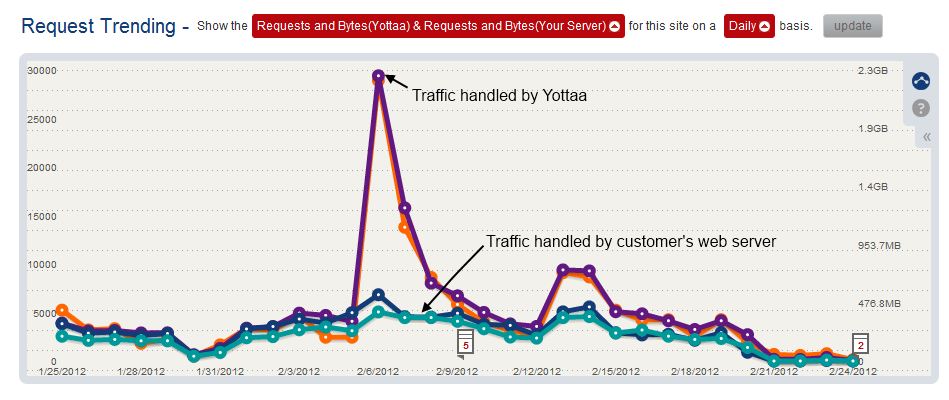 Request Trending - Show the Requests and Bytes(Yottaa) & Requests and Bytes(Your Server) for this site on a Daily basis. update
30000 2.3GB
Traffic handled by Yottaa
?
25000 1.9GB
«
20000 1.4GB
15000
Traffic handled by customer's web server
953.7MB
10000
476.8MB
5000
5 2
0 0
1/25/2012 1/28/2012 1/31/2012 2/3/2012 2/6/2012 2/9/2012 2/12/2012 2/15/2012 2/18/2012 2/21/2012 2/24/2012